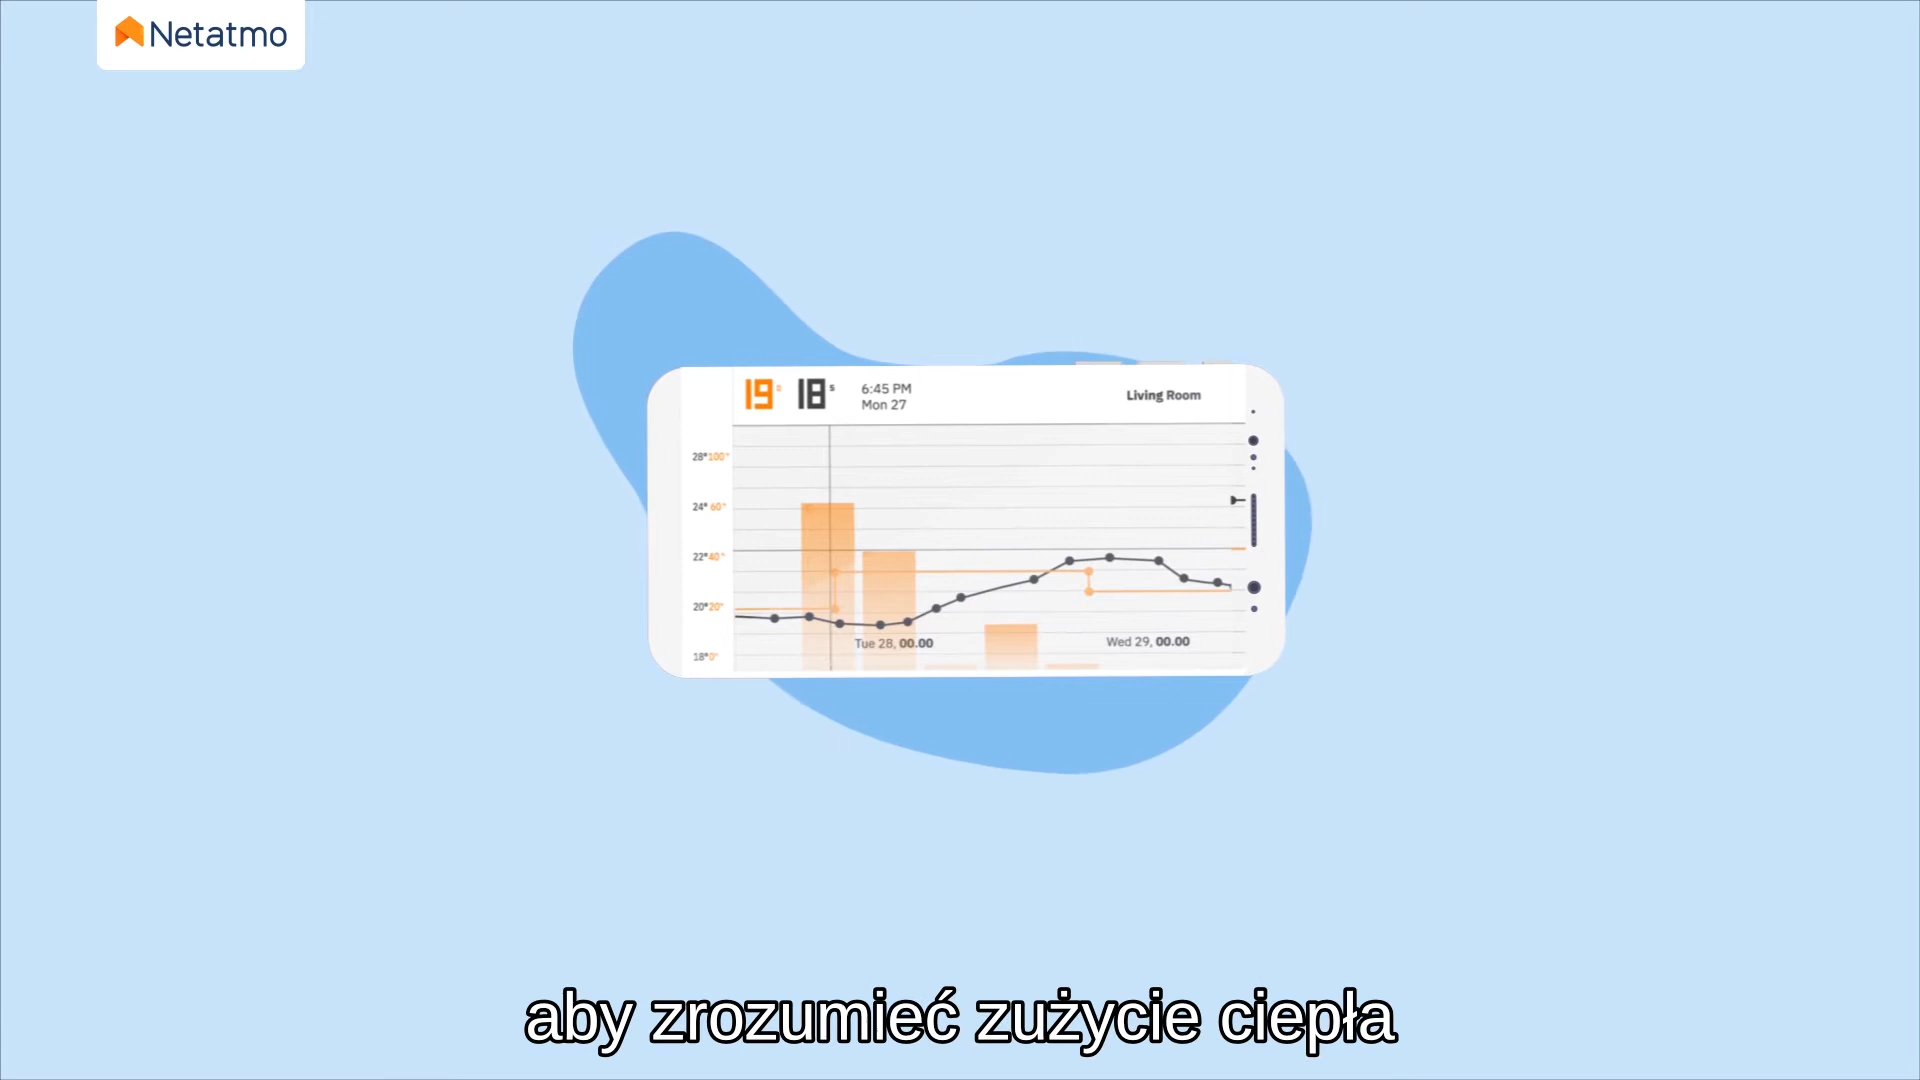 Netatmo
19 18 s 6:45 PM
Mon 27
Living Room
28° 100
24° 60
22° 40
20° 20
18° 0
Tue 28, 00.00 Wed 29, 00.00
aby zrozumieć zużycie ciepła